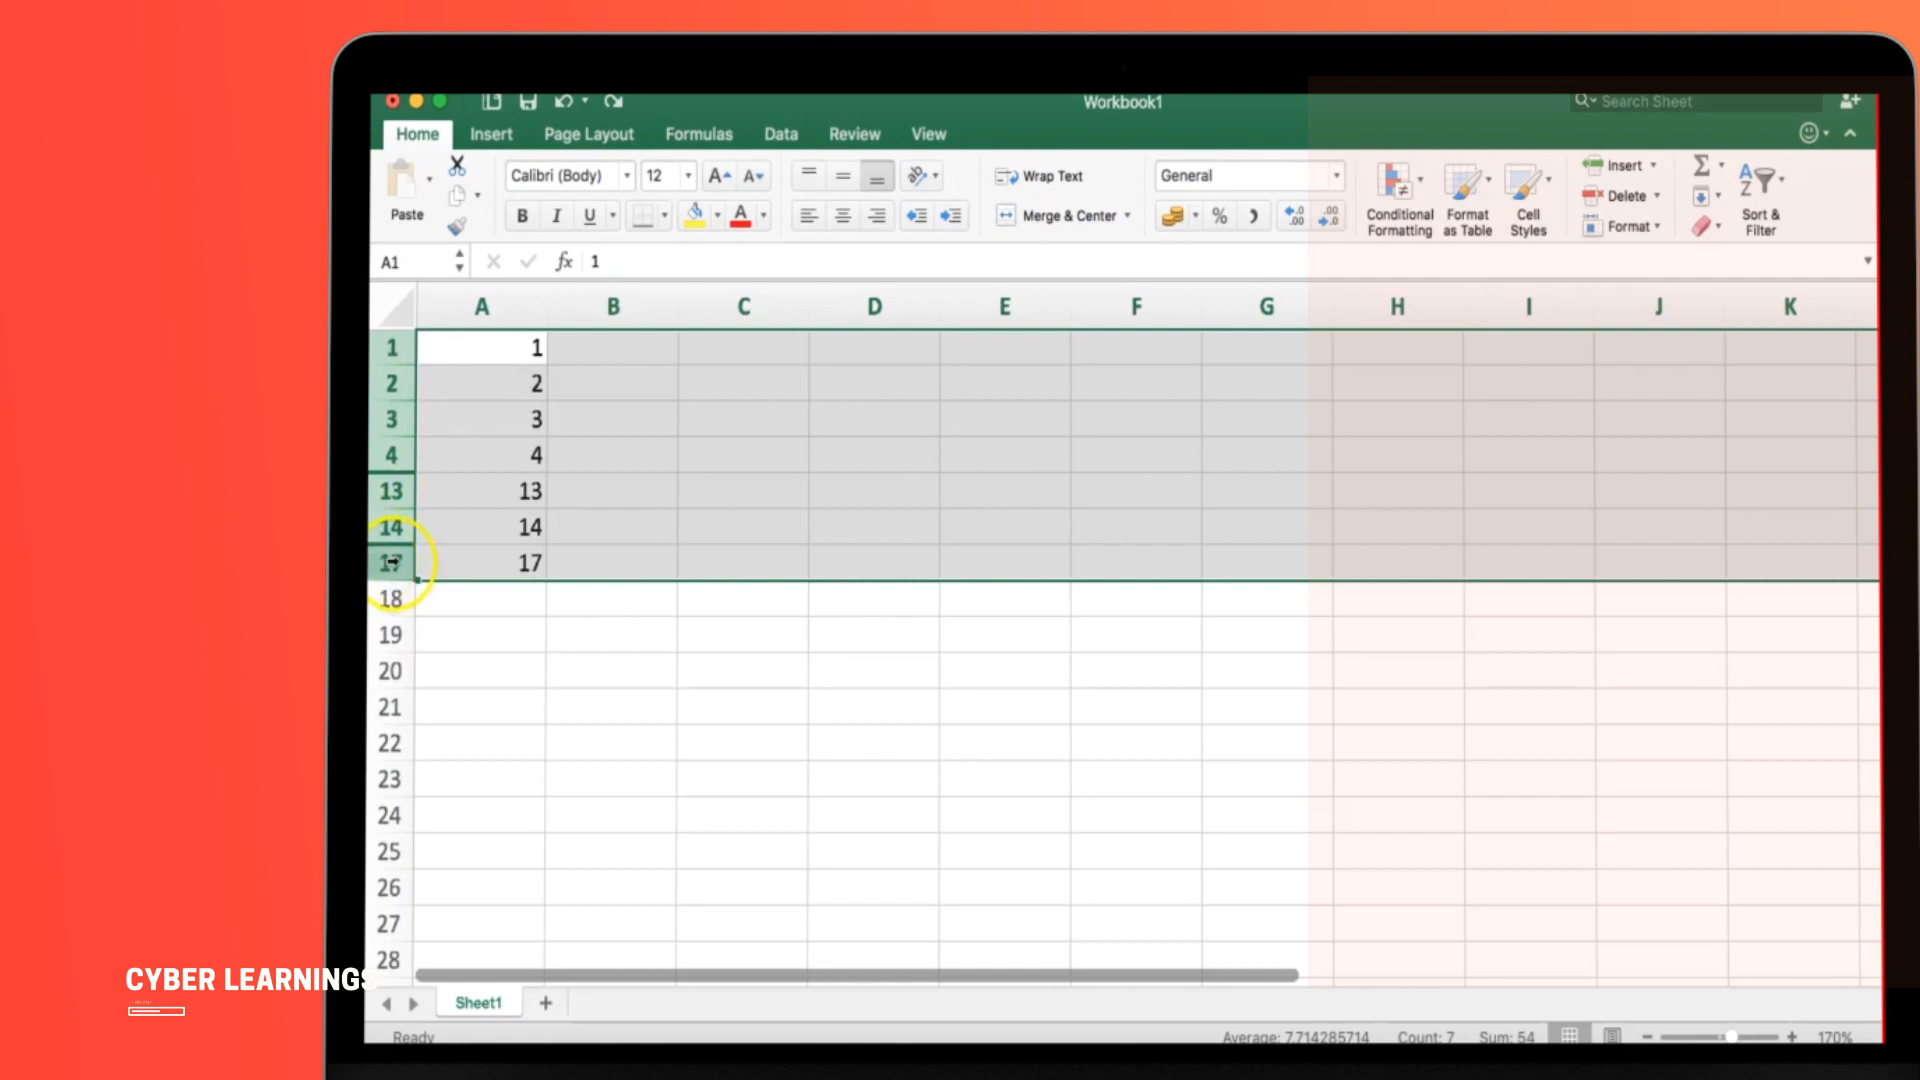 Workbook1
Search Sheet
Home Insert Page Layout Formulas Data Review View
Calibri (Body) 12 A A Wrap Text General Insert
Paste Delete
B I U A Merge & Center % Conditional Formatting Format as Table Cell Styles Format Sort & Filter
A1 fx 1
A B C D E F G H I J K
1 1
2 2
3 3
4 4
13 13
14 14
17 17
18
19
20
21
22
23
24
25
26
27
28
CYBER LEARNINGS
Sheet1
Ready Average: 7.714285714 Count: 7 Sum: 54 170%